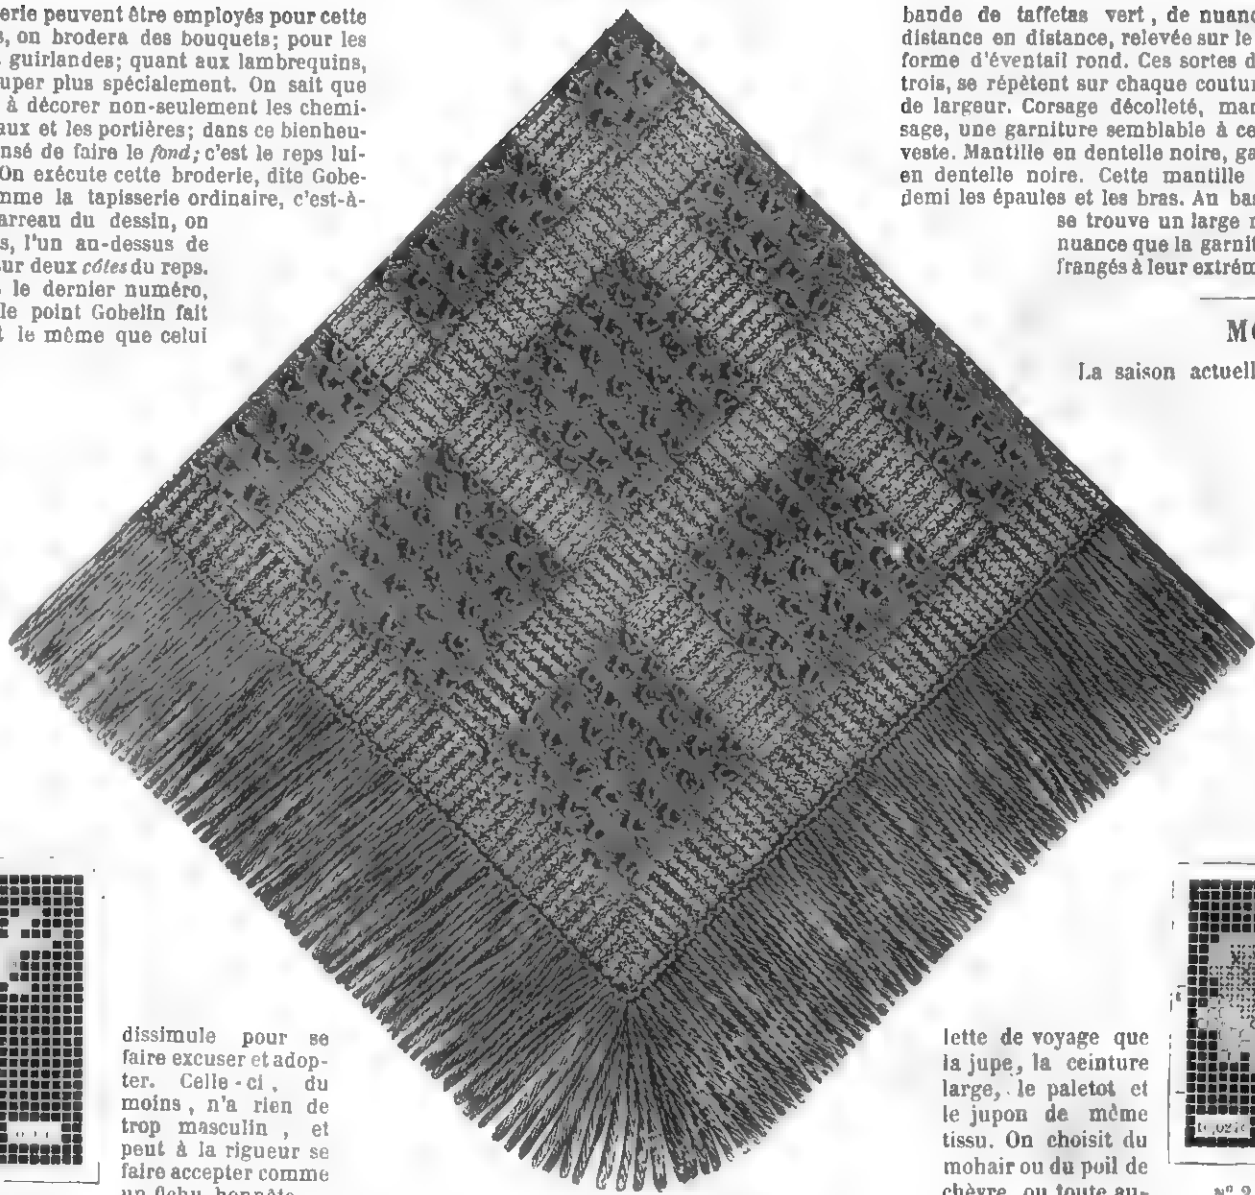 erie peuvent être employés pour cette
s, on brodera des bouquets; pour les
guirlandes; quant aux lambrequins,
uper plus spécialement. On sait que
à décorer non-seulement les chemi-
aux et les portières; dans ce bienheu-
nsé de faire le fond; c'est le reps lui-
On exécute cette broderie, dite Gobe-
mme la tapisserie ordinaire, c'est-à-
arreau du dessin, on
s, l'un au-dessus de
ur deux côtes du reps.
le dernier numéro,
le point Gobelin fait
t le même que celui
dissimule pour se
faire excuser et adop-
ter. Celle-ci, du
moins, n'a rien de
trop masculin, et
peut à la rigueur se
faire accepter comme
un fichu honnête
bande de taffetas vert, de nuanc
distance en distance, relevée sur le
forme d'éventail rond. Ces sortes d
trois, se répètent sur chaque coutur
de largeur. Corsage décolleté, man
sage, une garniture semblable à ce
veste. Mantille en dentelle noire, ga
en dentelle noire. Cette mantille
demi les épaules et les bras. Au bas
se trouve un large n
nuance que la garnit
frangés à leur extrém
La saison actuell
lette de voyage que
la jupe, la ceinture
large, le paletot et
le jupon de même
tissu. On choisit du
mohair ou du poil de
chèvre, ou toute au-